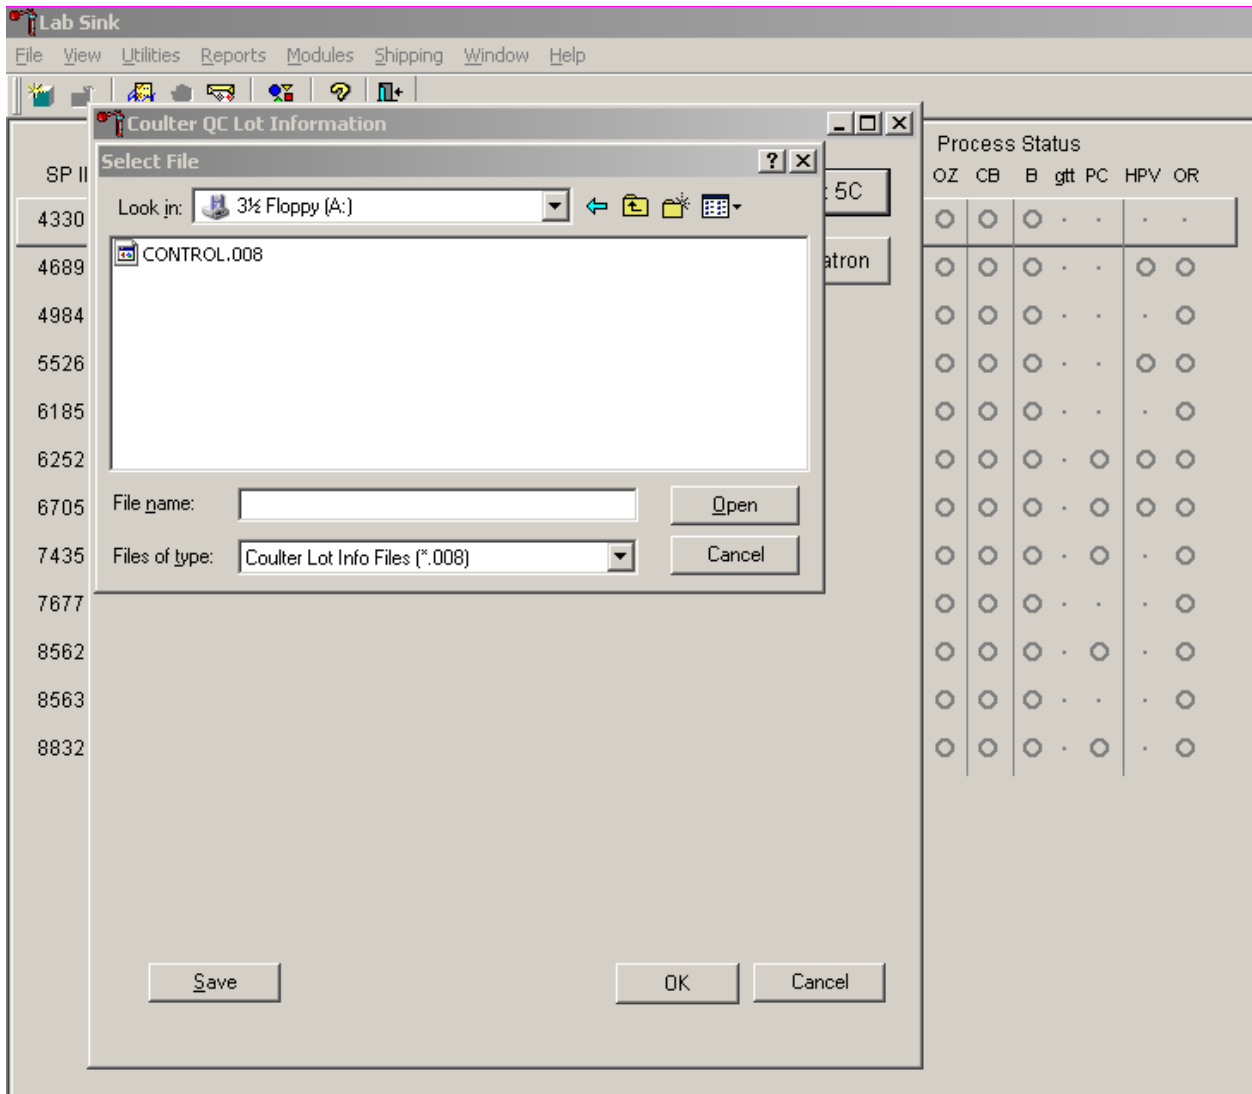 Lab Sink
File View Utilities Reports Modules Shipping Window Help
Coulter QC Lot Information
Select File
Look in: 3½ Floppy (A:)
CONTROL.008
File name:
Open
Files of type: Coulter Lot Info Files (*.008)
Cancel
5C
Save
OK
Cancel
Process Status
SP
OZ CB B gtt PC HPV OR
4330
4689
4984
5526
6185
6252
6705
7435
7677
8562
8563
8832